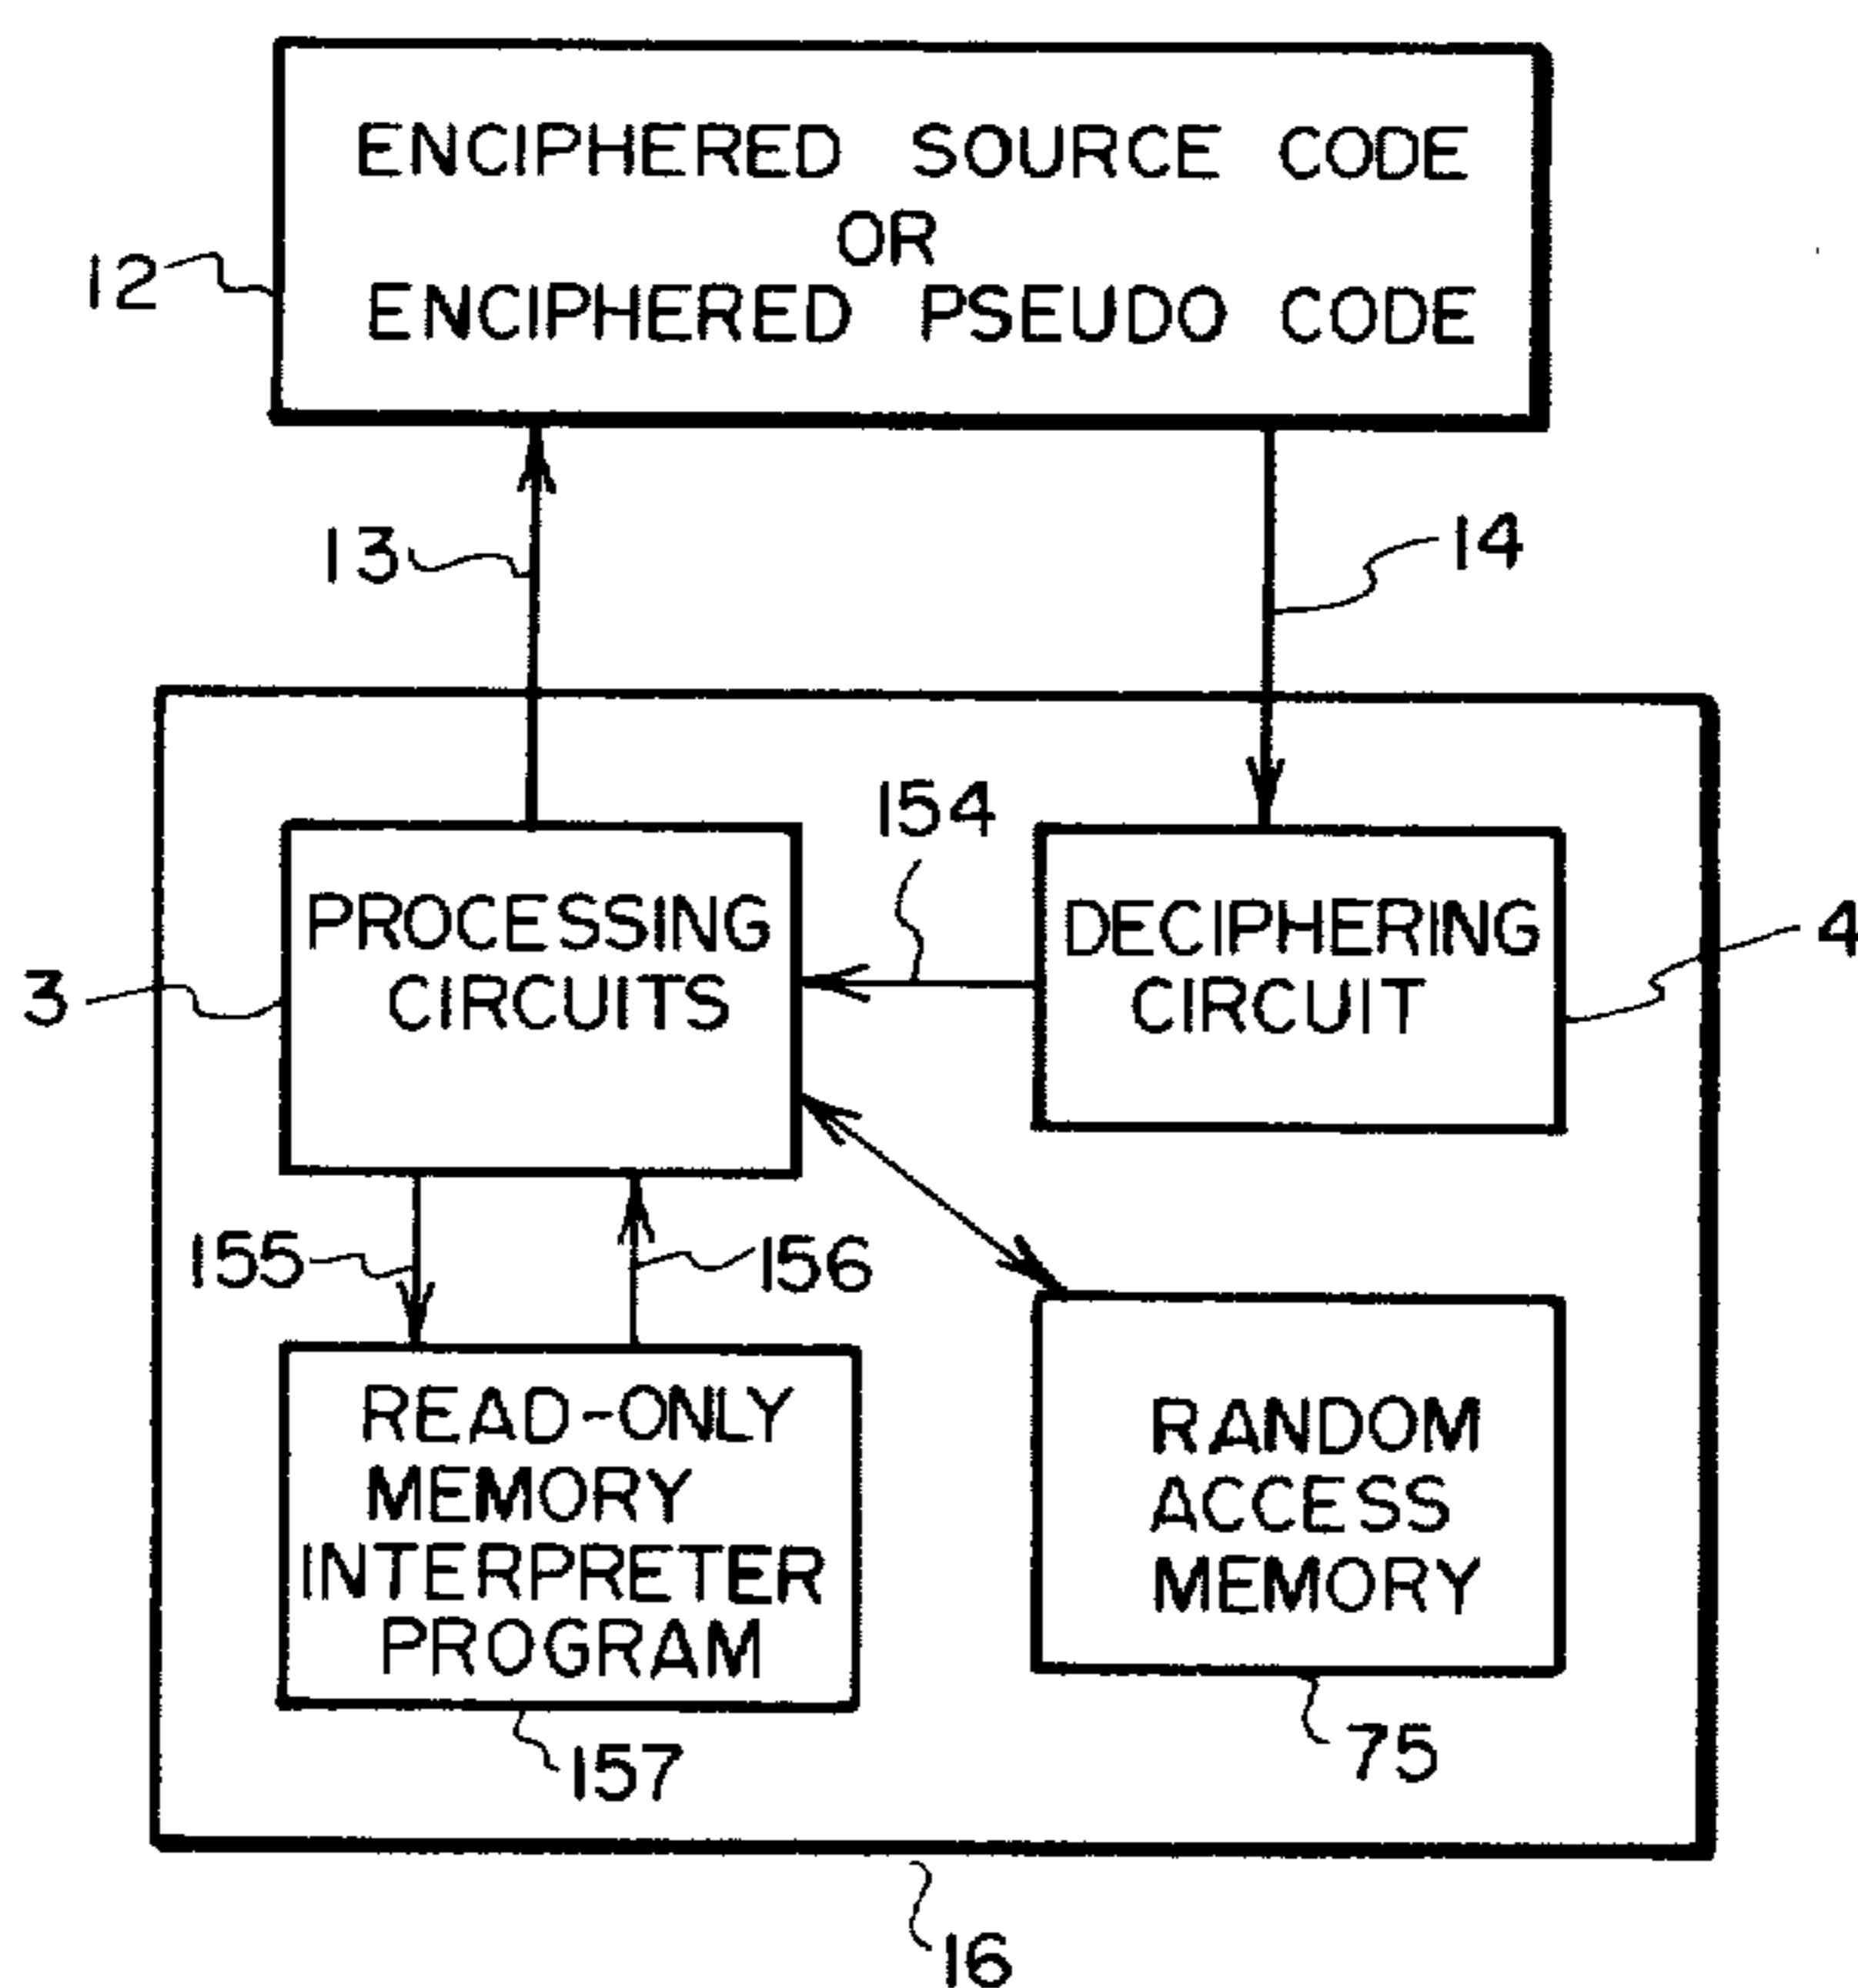 ENCIPHERED SOURCE CODE
OR
ENCIPHERED PSEUDO CODE
12
13
14
154
PROCESSING
CIRCUITS
DECIPHERING
CIRCUIT
3
4
155
156
READ-ONLY
MEMORY
INTERPRETER
PROGRAM
RANDOM
ACCESS
MEMORY
157
75
16